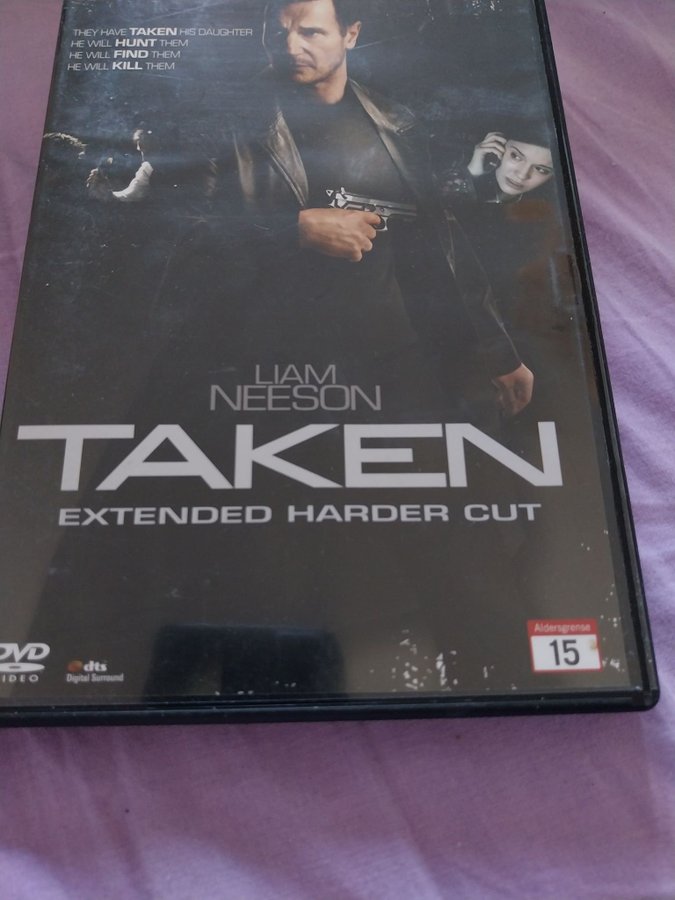 THEY HAVE TAKEN HIS DAUGHTER
HE WILL HUNT THEM
HE WILL FIND THEM
HE WILL KILL THEM
LIAM
NEESON
TAKEN
EXTENDED HARDER CUT
DVD
VIDEO
dts
Digital Surround
Aldersgrense
15